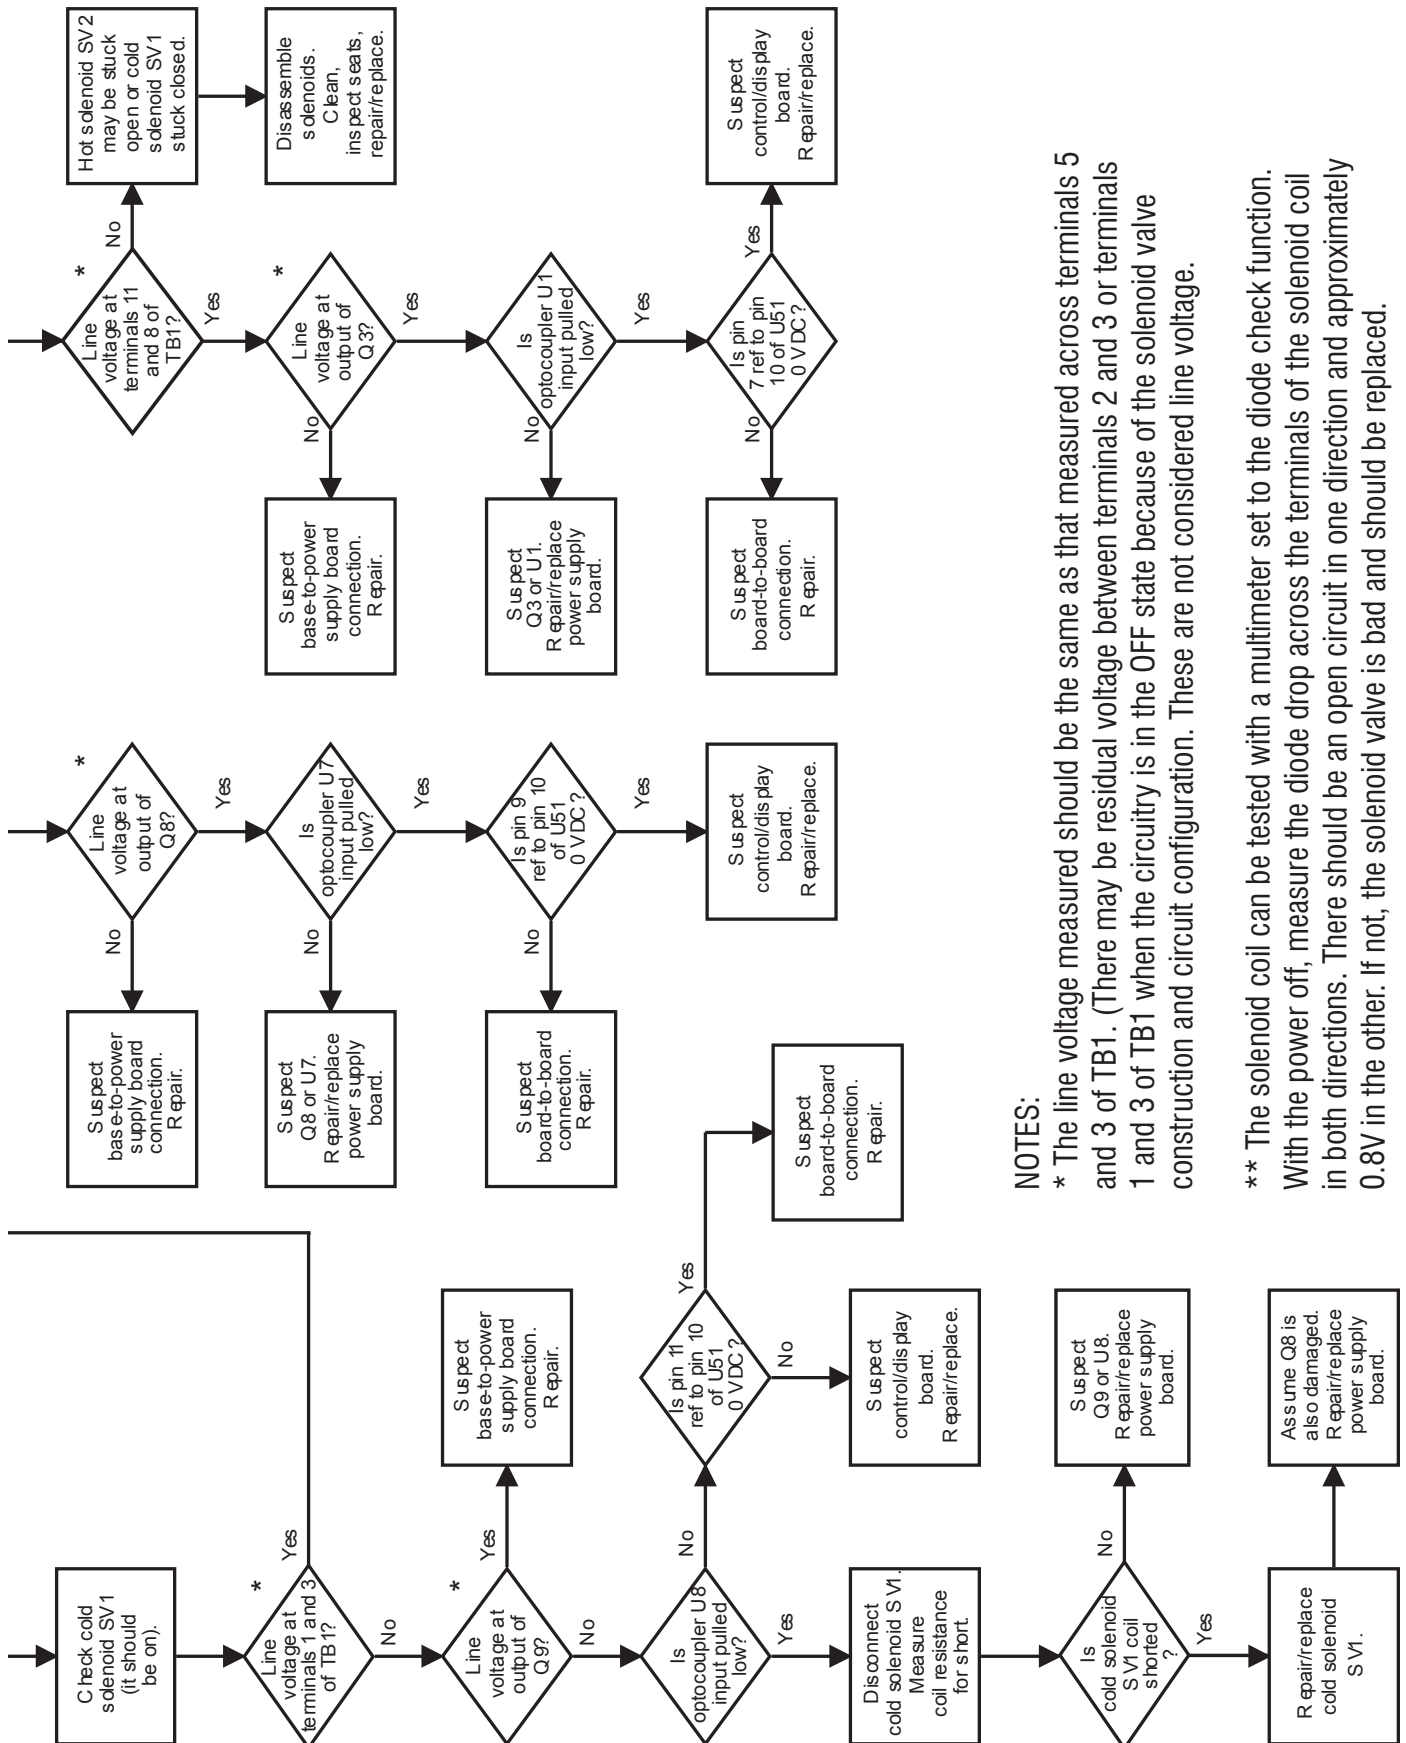 Check cold
solenoid SV1
(it should
be on).
*
Line
voltage at
terminals 1 and 3
of TB1?
Yes
No
*
Line
voltage at
output of
Q9?
Yes
Suspect
base-to-power
supply board
connection.
Repair.
No
Is
optocoupler U8
input pulled
low?
No
Is pin 11
ref to pin 10
of U51
0 VDC?
Yes
Suspect
board-to-board
connection.
Repair.
No
Suspect
control/display
board.
Repair/replace.
Yes
Disconnect
cold solenoid SV1.
Measure
coil resistance
for short.
Is
cold solenoid
SV1 coil
shorted
?
No
Suspect
Q9 or U8.
Repair/replace
power supply
board.
Yes
Repair/replace
cold solenoid
SV1.
Assume Q8 is
also damaged.
Repair/replace
power supply
board.
*
Line
voltage at
output of
Q8?
No
Suspect
base-to-power
supply board
connection.
Repair.
Yes
Is
optocoupler U7
input pulled
low?
No
Suspect
Q8 or U7.
Repair/replace
power supply
board.
Yes
Is pin 9
ref to pin 10
of U51
0 VDC?
No
Suspect
board-to-board
connection.
Repair.
Yes
Suspect
control/display
board.
Repair/replace.
*
Line
voltage at
terminals 11
and 8 of
TB1?
No
Hot solenoid SV2
may be stuck
open or cold
solenoid SV1
stuck closed.
Disassemble
solenoids.
Clean,
inspect seats,
repair/replace.
Yes
*
Line
voltage at
output of
Q3?
No
Suspect
base-to-power
supply board
connection.
Repair.
Yes
Is
optocoupler U1
input pulled
low?
No
Suspect
Q3 or U1.
Repair/replace
power supply
board.
Yes
Is pin
7 ref to pin
10 of U51
0 VDC?
No
Suspect
board-to-board
connection.
Repair.
Yes
Suspect
control/display
board.
Repair/replace.
NOTES:
* The line voltage measured should be the same as that measured across terminals 5
and 3 of TB1. (There may be residual voltage between terminals 2 and 3 or terminals
1 and 3 of TB1 when the circuitry is in the OFF state because of the solenoid valve
construction and circuit configuration. These are not considered line voltage.
** The solenoid coil can be tested with a multimeter set to the diode check function.
With the power off, measure the diode drop across the terminals of the solenoid coil
in both directions. There should be an open circuit in one direction and approximately
0.8V in the other. If not, the solenoid valve is bad and should be replaced.